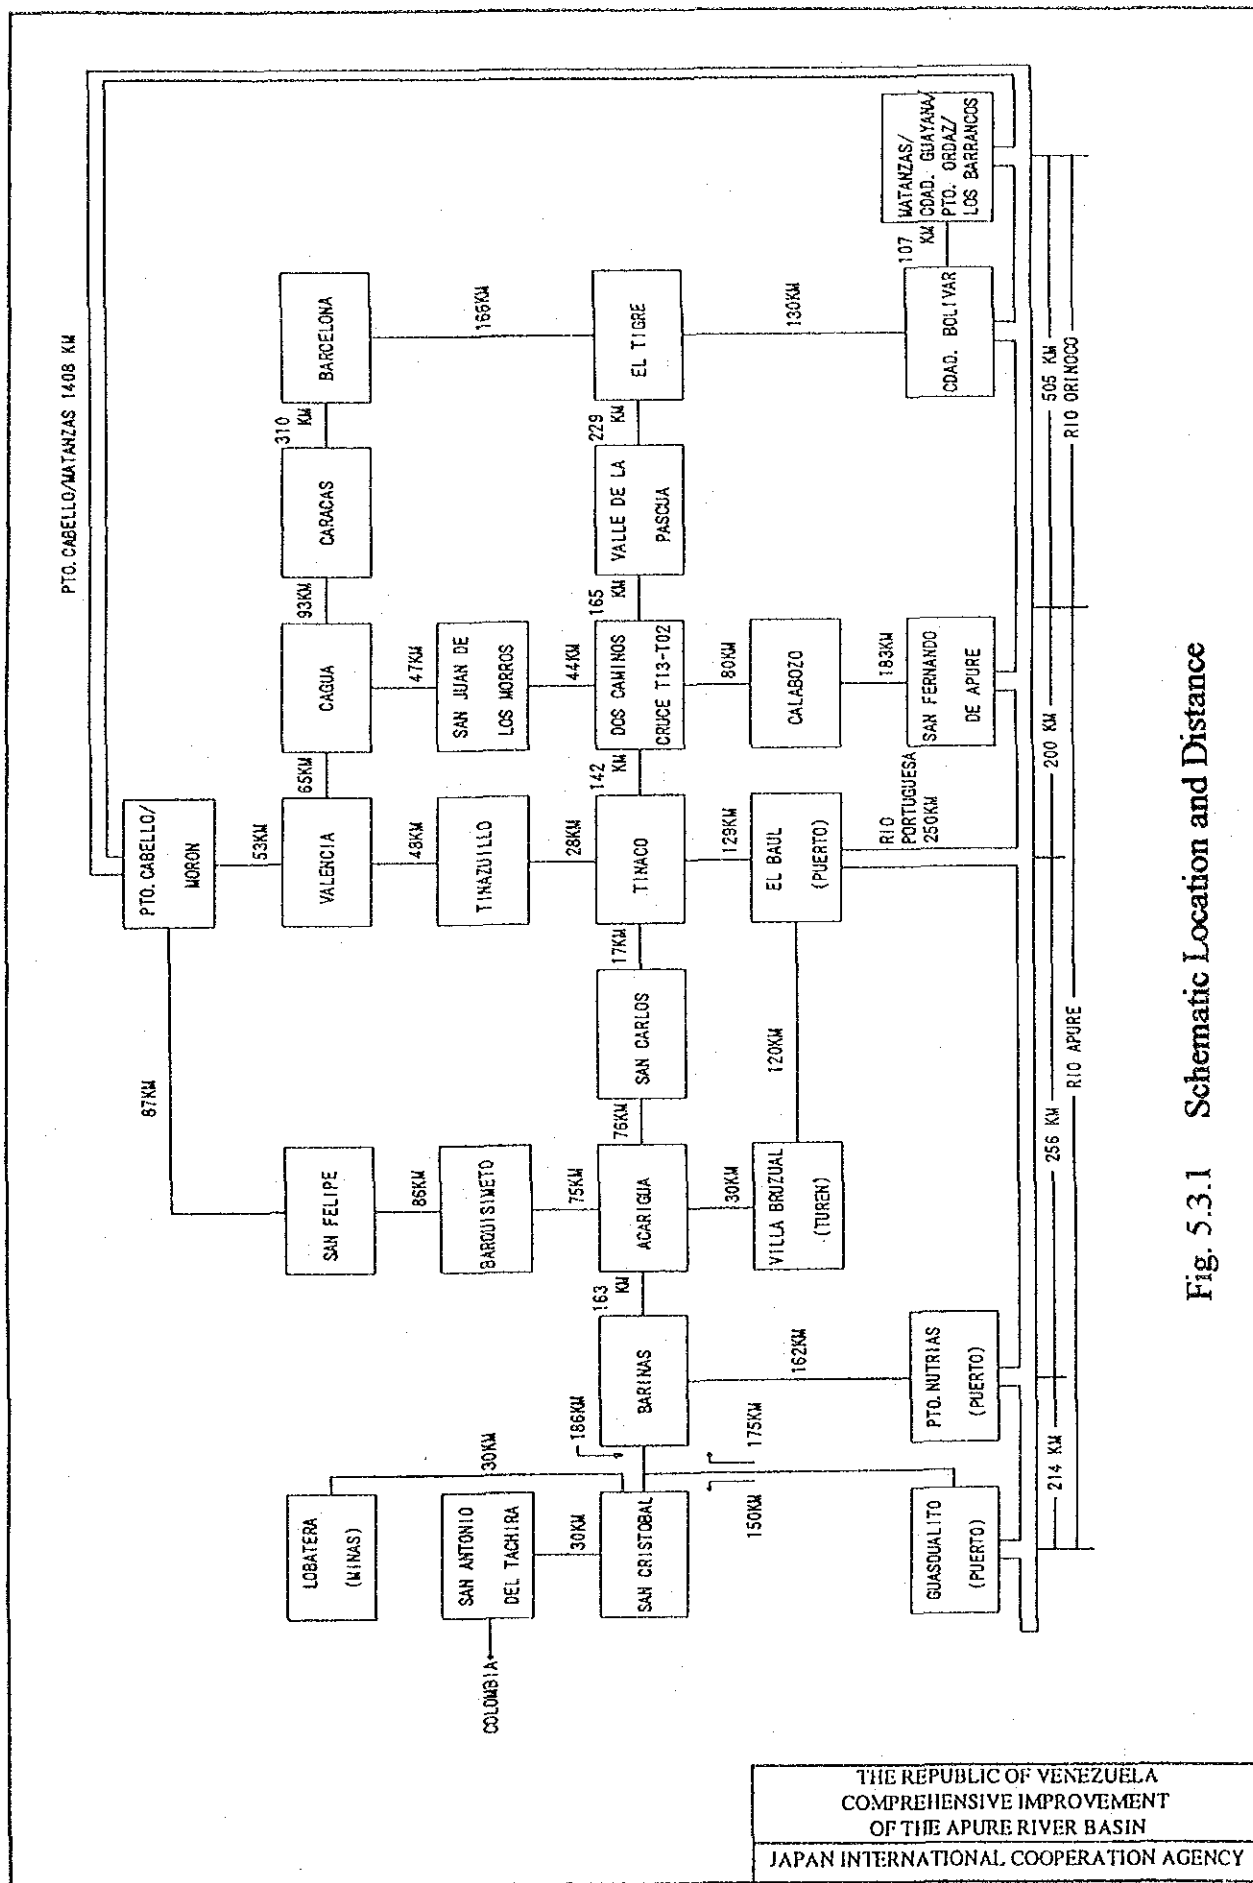 PTO. CABELLO/MATANZAS 1408 KM
PTO. CABELLO/
MORON
87KM
53KM
SAN FELIPE
VALENCIA
65KM
CAGUA
93KM
CARACAS
310
KM
BARCELONA
LOBATERA
(MINAS)
30KM
86KM
48KM
47KM
166KM
COLOMBIA
SAN ANTONIO
DEL TACHIRA
BARQUISIMETO
TINAZUILLO
SAN JUAN DE
LOS MORROS
30KM
186KM
75KM
28KM
44KM
SAN CRISTOBAL
BARINAS
163
KM
ACARIGUA
76KM
SAN CARLOS
17KM
TINACO
142
KM
DOS CAMINOS
CRUCE T13-T02
165
KM
VALLE DE LA
PASCUA
229
KM
EL TIGRE
150KM
175KM
162KM
30KM
129KM
80KM
130KM
VILLA BRUZUAL
(TUREN)
120KM
EL BAUL
(PUERTO)
CALABOZO
183KM
RIO
PORTUGUESA
250KM
GUASDUALITO
(PUERTO)
PTO. NUTRIAS
(PUERTO)
SAN FERNANDO
DE APURE
CDAD. BOLIVAR
107
KM
MATANZAS/
CDAD. GUAYANA/
PTO. ORDAZ/
LOS BARRANCOS
214 KM
256 KM
200 KM
505 KM
RIO APURE
RIO ORINOCO
Fig. 5.3.1 Schematic Location and Distance
THE REPUBLIC OF VENEZUELA
COMPREHENSIVE IMPROVEMENT
OF THE APURE RIVER BASIN
JAPAN INTERNATIONAL COOPERATION AGENCY